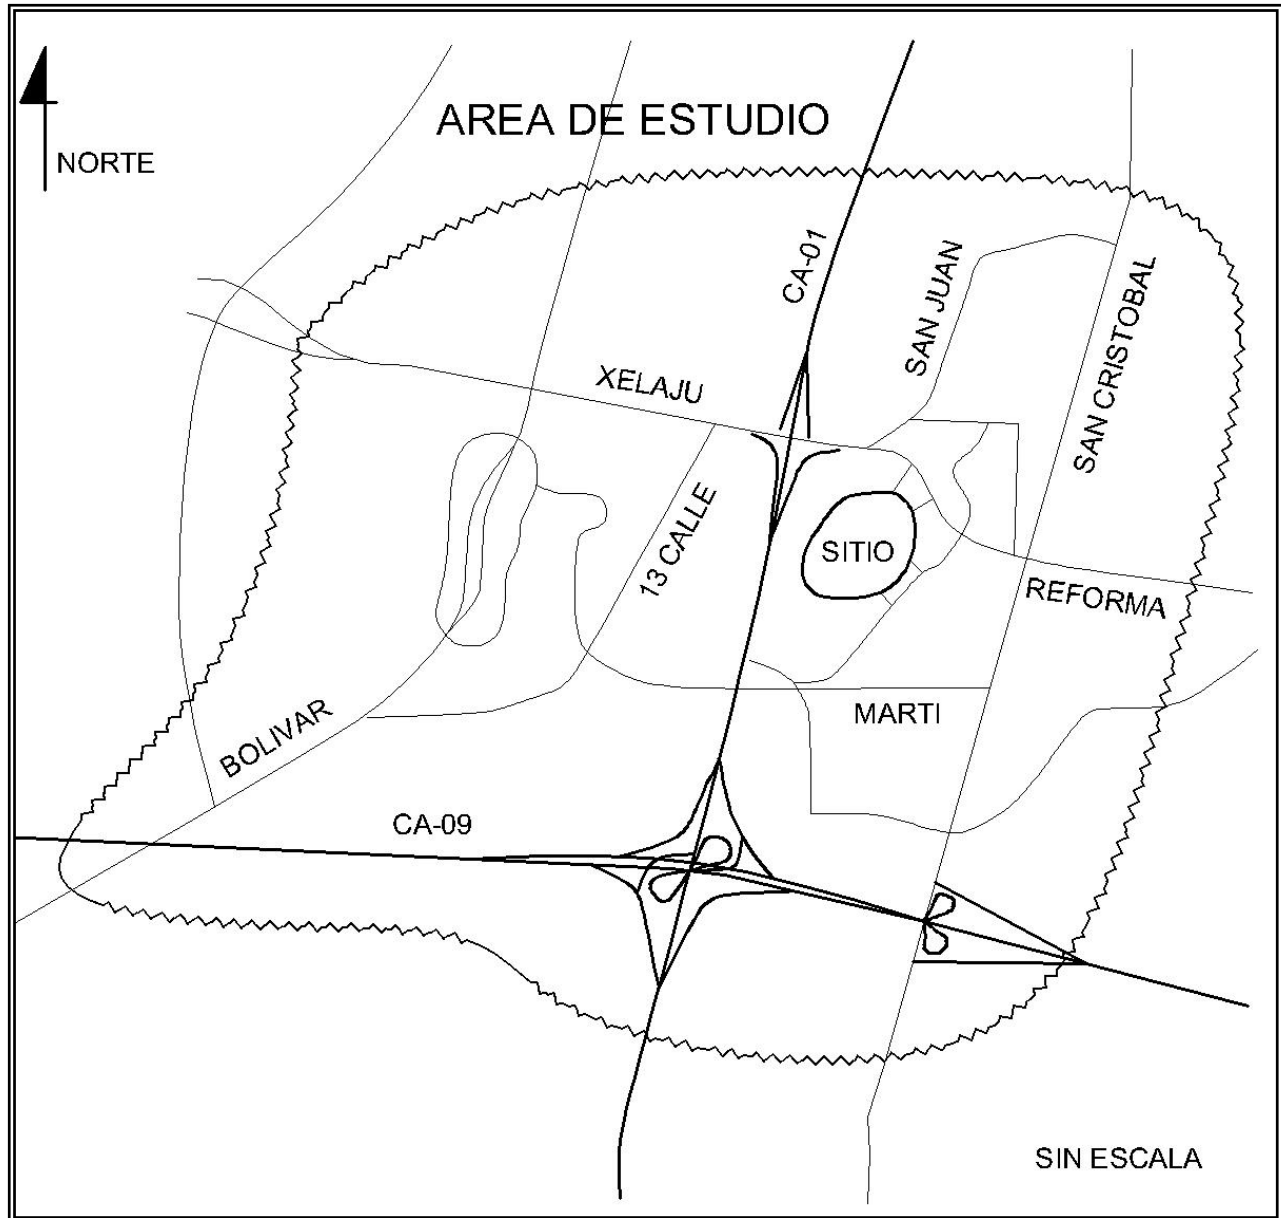 AREA DE ESTUDIO
NORTE
CA-01
SAN JUAN
SAN CRISTOBAL
XELAJU
13 CALLE
SITIO
REFORMA
BOLIVAR
MARTI
CA-09
SIN ESCALA